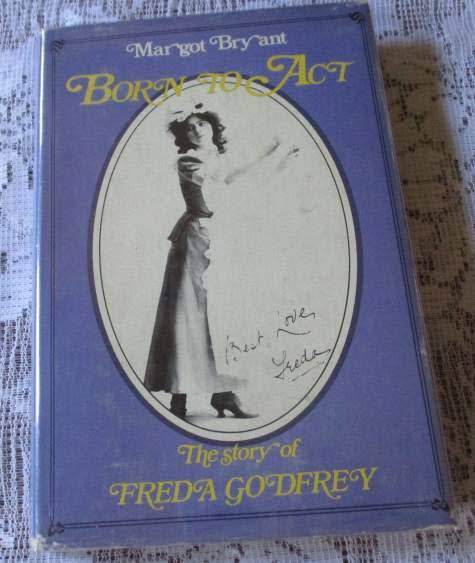 Margot Bryant
BORN TO ACT
Best Love,
Freda
The story of
FREDA GODFREY